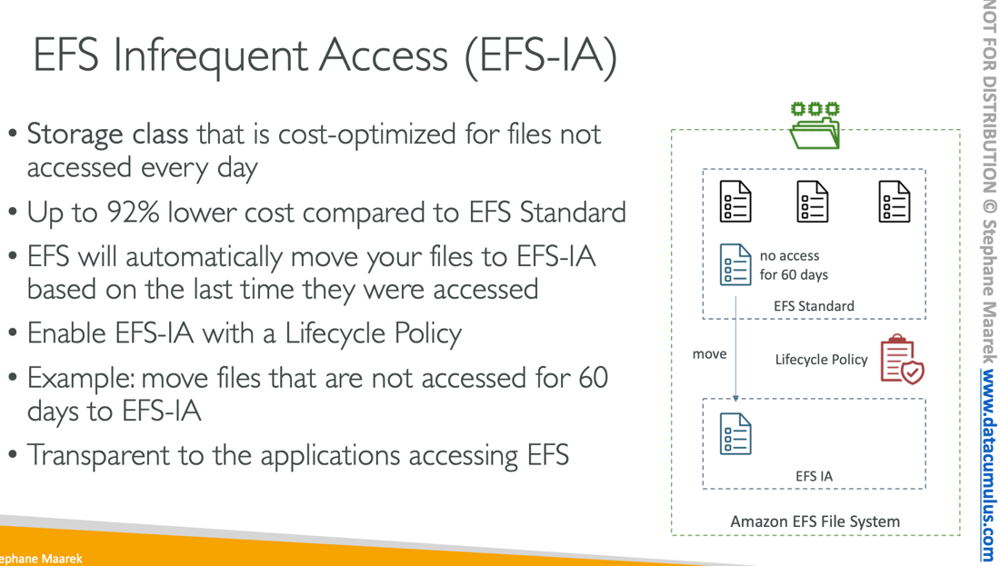 EFS Infrequent Access (EFS-IA)
• Storage class that is cost-optimized for files not
accessed every day
• Up to 92% lower cost compared to EFS Standard
• EFS will automatically move your files to EFS-IA
based on the last time they were accessed
• Enable EFS-IA with a Lifecycle Policy
• Example: move files that are not accessed for 60
days to EFS-IA
• Transparent to the applications accessing EFS
no access
for 60 days
EFS Standard
move
Lifecycle Policy
EFS IA
Amazon EFS File System
NOT FOR DISTRIBUTION © Stephane Maarek www.datacumulus.com
ephane Maarek